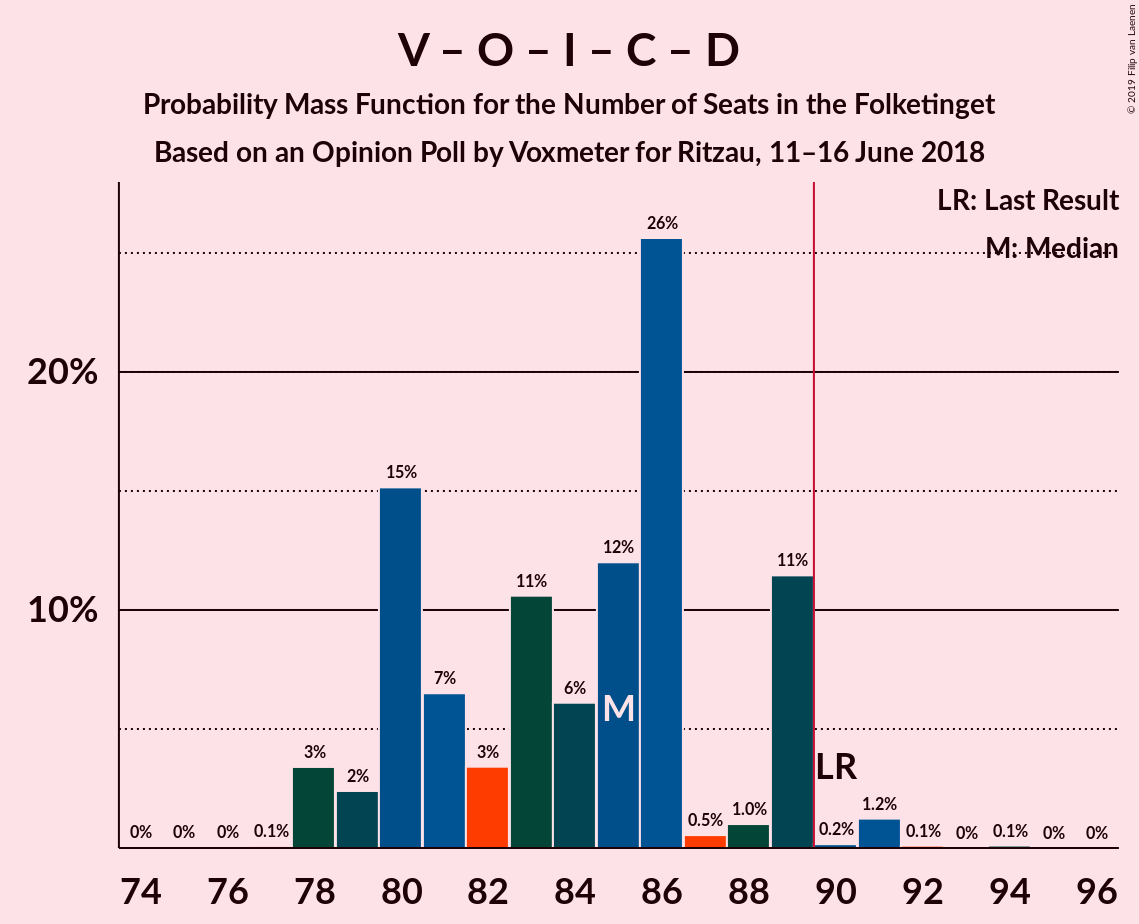 V – O – I – C – D
Probability Mass Function for the Number of Seats in the Folketinget
Based on an Opinion Poll by Voxmeter for Ritzau, 11–16 June 2018
© 2019 Filip van Laenen
LR: Last Result
M: Median
26%
20%
15%
12%
11%
11%
10%
7%
6%
M
3%
3%
2%
LR
1.2%
1.0%
0.5%
0% 0% 0% 0.1% 0.2% 0.1% 0% 0.1% 0% 0%
74 76 78 80 82 84 86 88 90 92 94 96